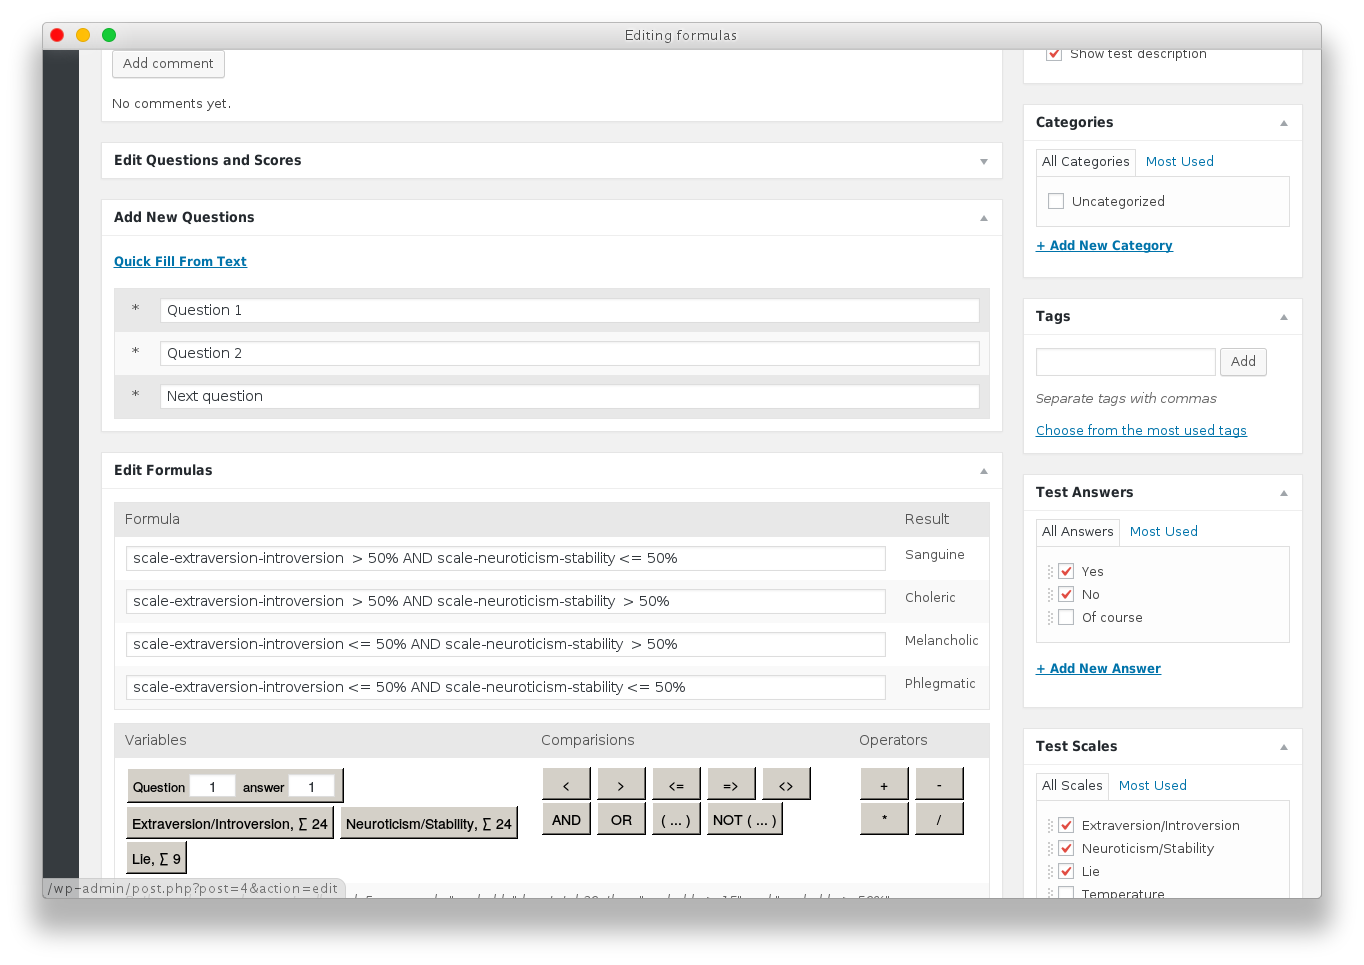 Editing formulas
Add comment
No comments yet.
Edit Questions and Scores
Add New Questions
Quick Fill From Text
* Question 1
* Question 2
* Next question
Edit Formulas
Formula Result
scale-extraversion-introversion  > 50% AND scale-neuroticism-stability <= 50% Sanguine
scale-extraversion-introversion  > 50% AND scale-neuroticism-stability  > 50% Choleric
scale-extraversion-introversion <= 50% AND scale-neuroticism-stability  > 50% Melancholic
scale-extraversion-introversion <= 50% AND scale-neuroticism-stability <= 50% Phlegmatic
Variables Comparisions Operators
Question 1 answer 1 < > <= => <> + -
Extraversion/Introversion, ∑ 24 Neuroticism/Stability, ∑ 24 AND OR ( ... ) NOT ( ... ) * /
Lie, ∑ 9
/wp-admin/post.php?post=4&action=edit
Show test description
Categories
All Categories Most Used
Uncategorized
+ Add New Category
Tags
Add
Separate tags with commas
Choose from the most used tags
Test Answers
All Answers Most Used
Yes
No
Of course
+ Add New Answer
Test Scales
All Scales Most Used
Extraversion/Introversion
Neuroticism/Stability
Lie
Temperature